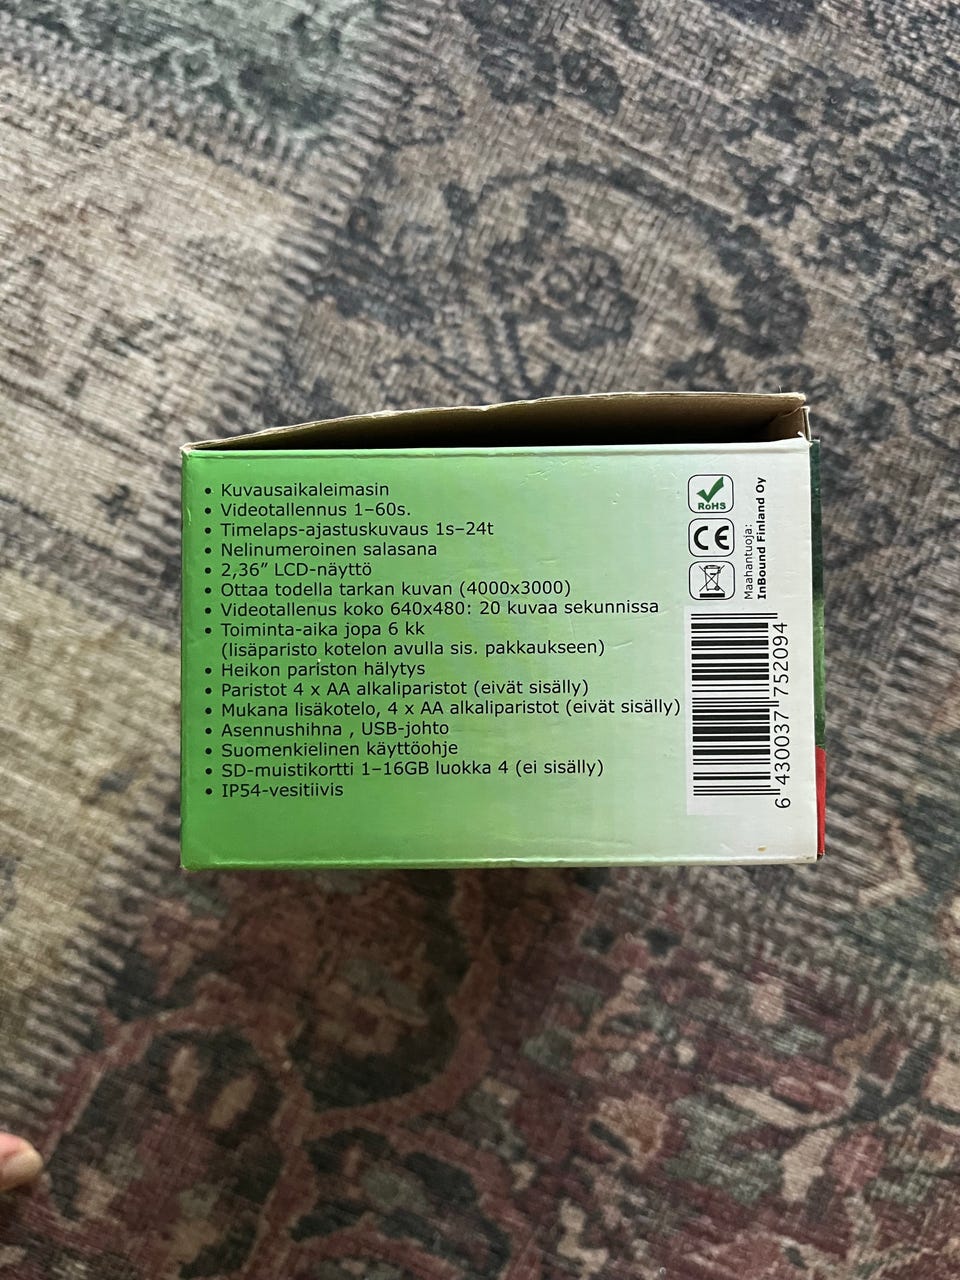 • Kuvausaikaleimasin
• Videotallennus 1–60s.
• Timelaps-ajastuskuvaus 1s–24t
• Nelinumeroinen salasana
• 2,36” LCD-näyttö
• Ottaa todella tarkan kuvan (4000x3000)
• Videotallenus koko 640x480: 20 kuvaa sekunnissa
• Toiminta-aika jopa 6 kk
(lisäparisto kotelon avulla sis. pakkaukseen)
• Heikon pariston hälytys
• Paristot 4 x AA alkaliparistot (eivät sisälly)
• Mukana lisäkotelo, 4 x AA alkaliparistot (eivät sisälly)
• Asennushihna , USB-johto
• Suomenkielinen käyttöohje
• SD-muistikortti 1–16GB luokka 4 (ei sisälly)
• IP54-vesitiivis
RoHS
CE
Maahantuoja:
InBound Finland Oy
6 430037 752094